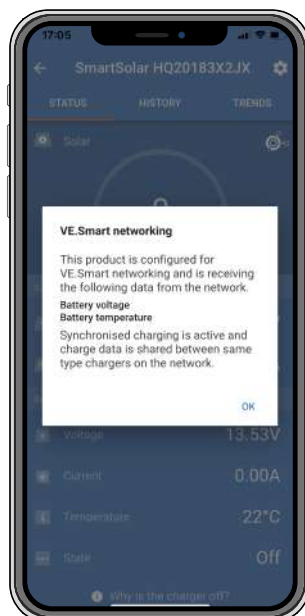 17:05
SmartSolar HQ20183X2JX
STATUS HISTORY TRENDS
Solar
VE.Smart networking
This product is configured for
VE.Smart networking and is receiving
the following data from the network.
Battery voltage
Battery temperature
Synchronised charging is active and
charge data is shared between same
type chargers on the network.
OK
Voltage 13.53V
Current 0.00A
Temperature 22°C
State Off
Why is the charger off?